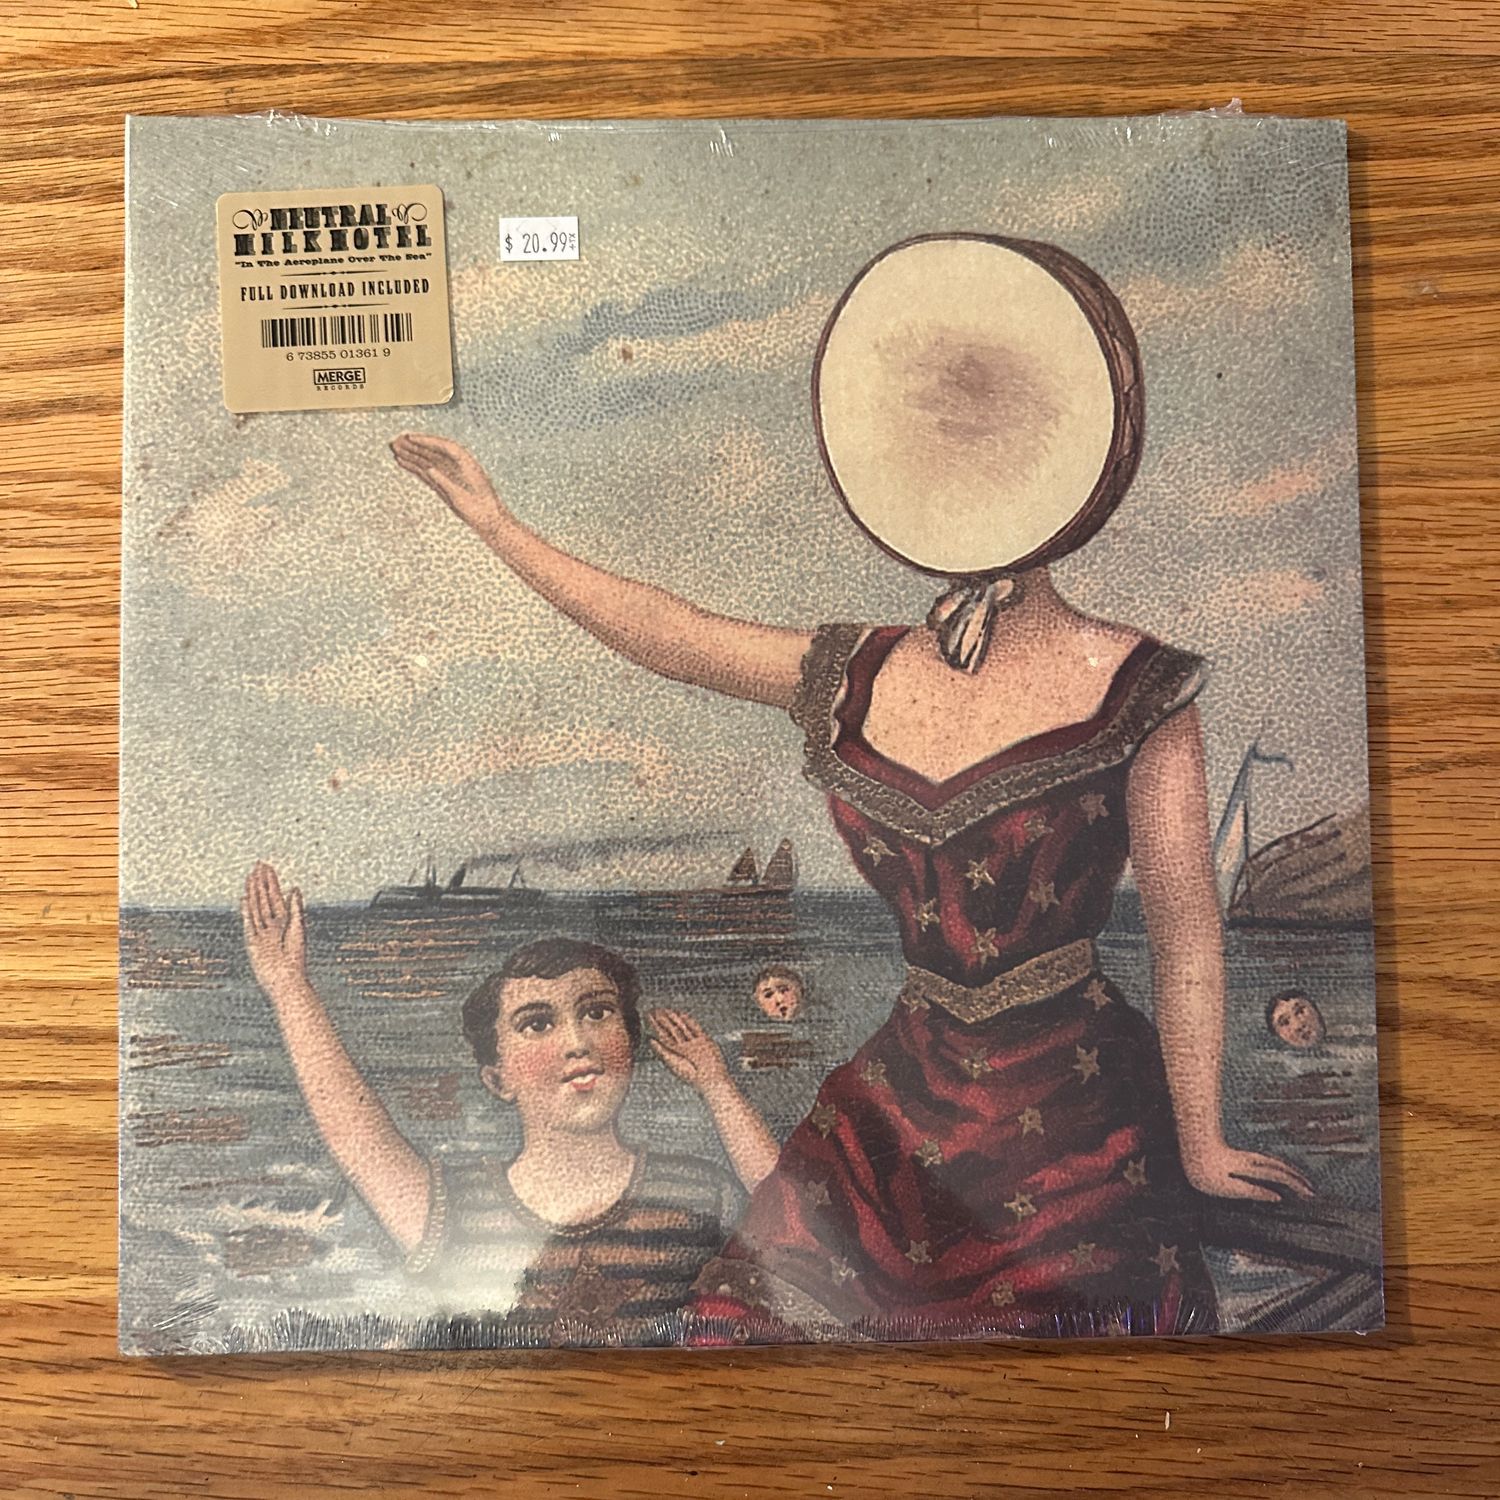 NEUTRAL
MILK HOTEL
"In The Aeroplane Over The Sea"
FULL DOWNLOAD INCLUDED
6 73855 01361 9
MERGE
RECORDS
$ 20.99 +TX